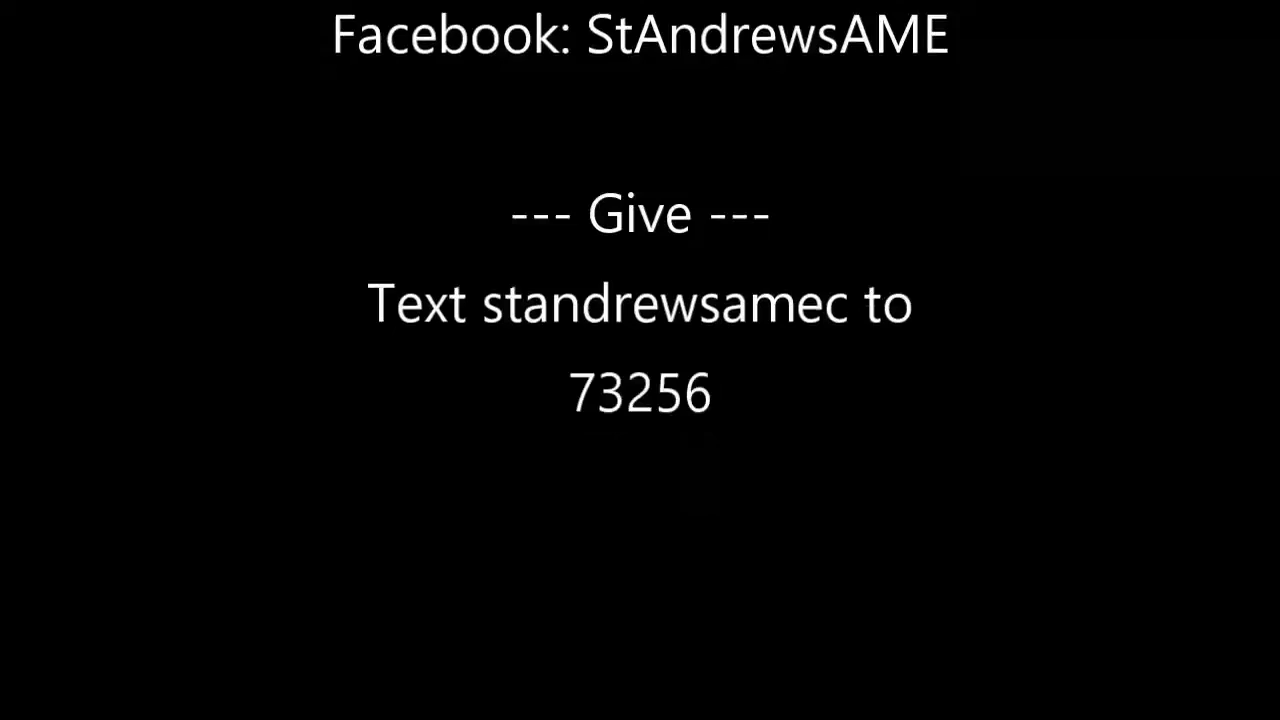 Facebook: StAndrewsAME
--- Give ---
Text standrewsamec to
73256